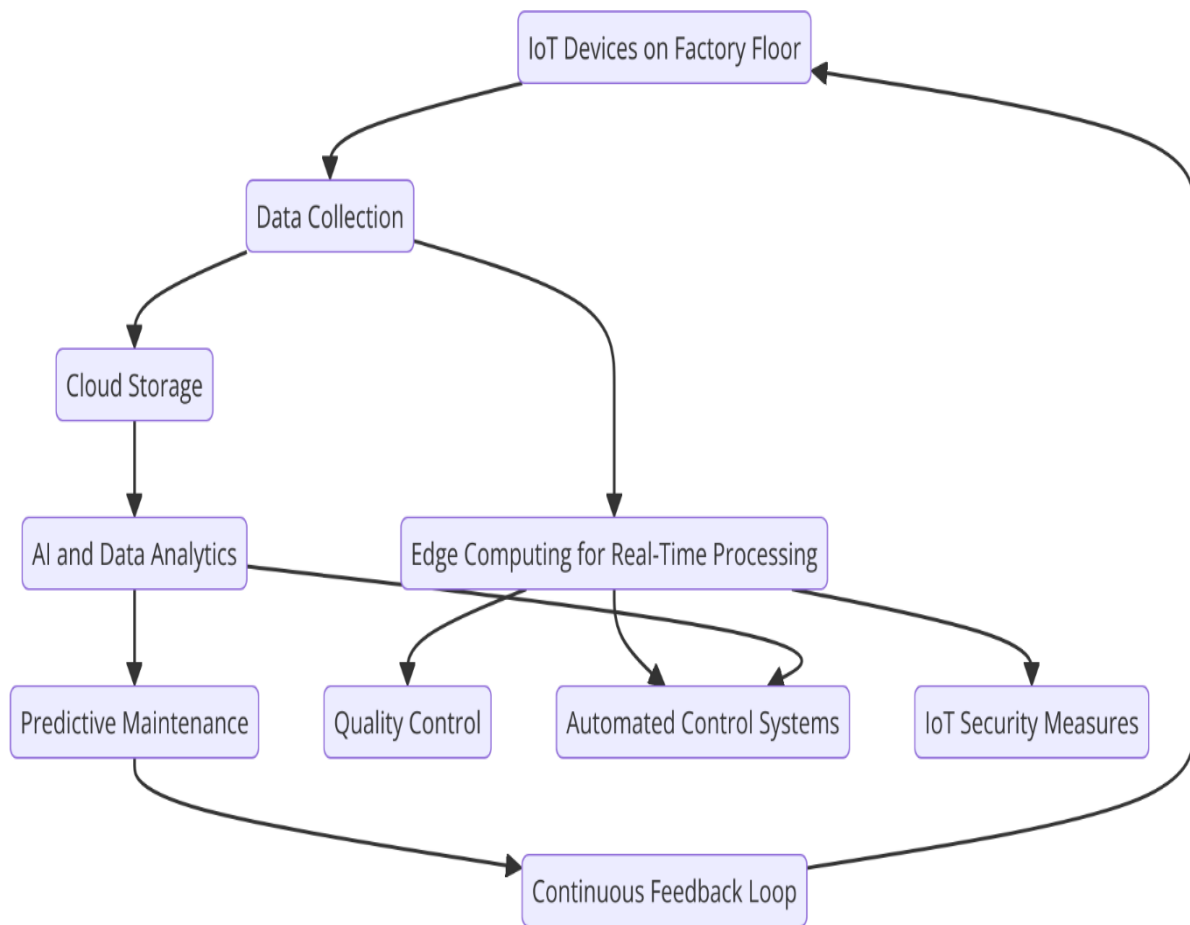 IoT Devices on Factory Floor
Data Collection
Cloud Storage
AI and Data Analytics
Edge Computing for Real-Time Processing
Predictive Maintenance
Quality Control
Automated Control Systems
IoT Security Measures
Continuous Feedback Loop